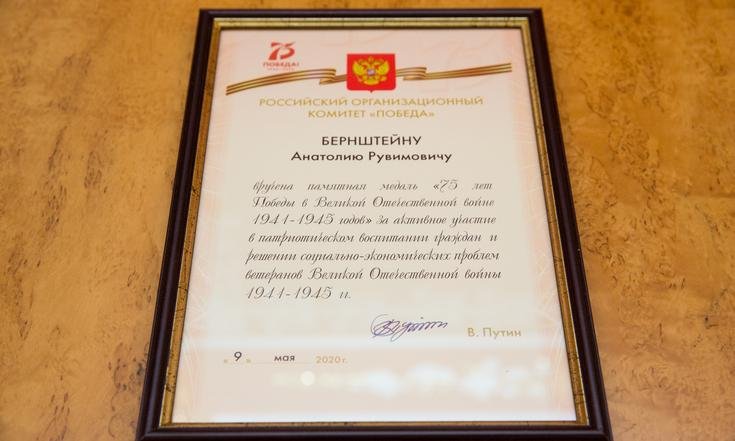 75
ПОБЕДА!
1945-2020
РОССИЙСКИЙ ОРГАНИЗАЦИОННЫЙ
КОМИТЕТ «ПОБЕДА»
БЕРНШТЕЙНУ
Анатолию Рувимовичу
вручена памятная медаль «75 лет
Победы в Великой Отечественной войне
1941-1945 годов» за активное участие
в патриотическом воспитании граждан и
решении социально-экономических проблем
ветеранов Великой Отечественной войны
1941-1945 гг.
В. Путин
«9» мая 2020 г.